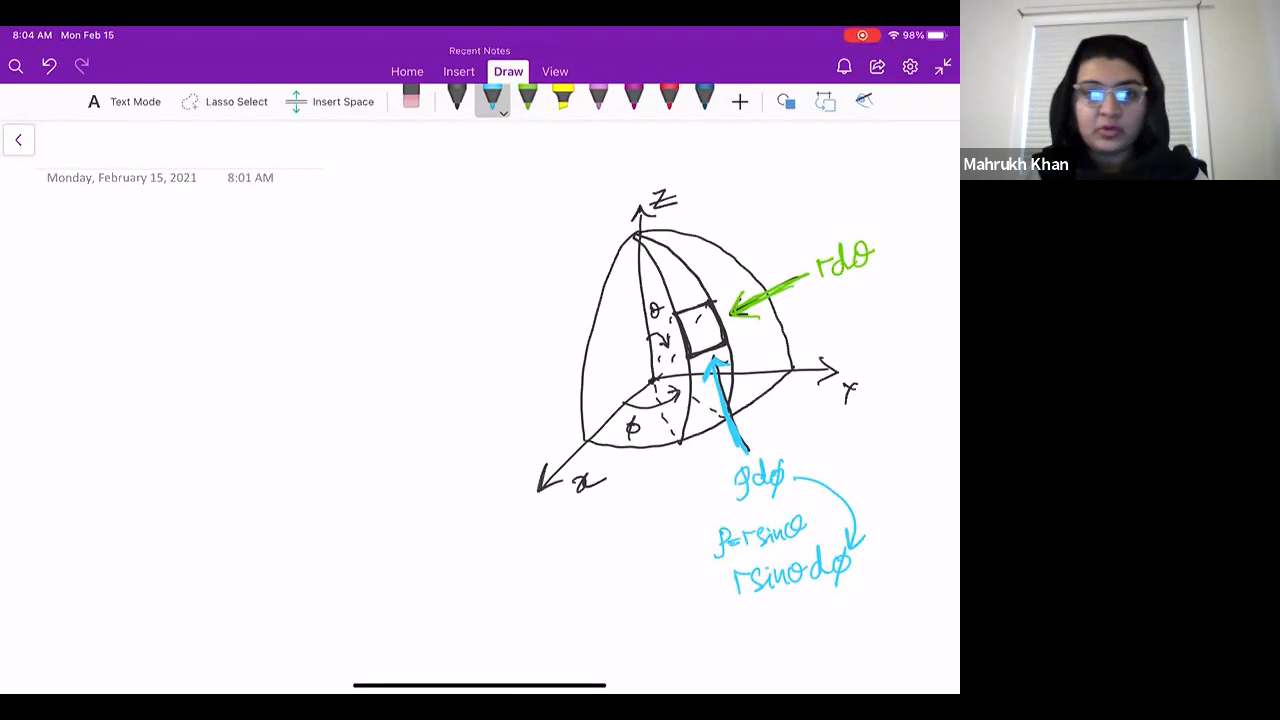 8:04 AM Mon Feb 15
98%
Recent Notes
Home Insert Draw View
A Text Mode Lasso Select Insert Space
Mahrukh Khan
Monday, February 15, 2021 8:01 AM
Z
rdθ
θ
Y
ϕ
x
ρdϕ
ρ=rsinθ
rsinθdϕ